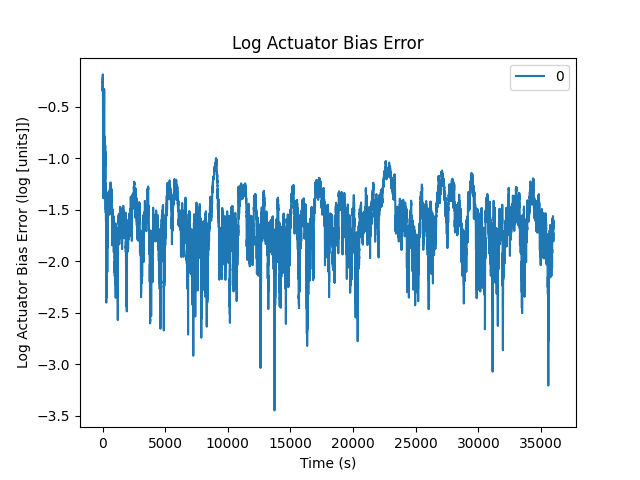 Log Actuator Bias Error
0
Log Actuator Bias Error (log [units]])
−0.5
−1.0
−1.5
−2.0
−2.5
−3.0
−3.5
0 5000 10000 15000 20000 25000 30000 35000
Time (s)